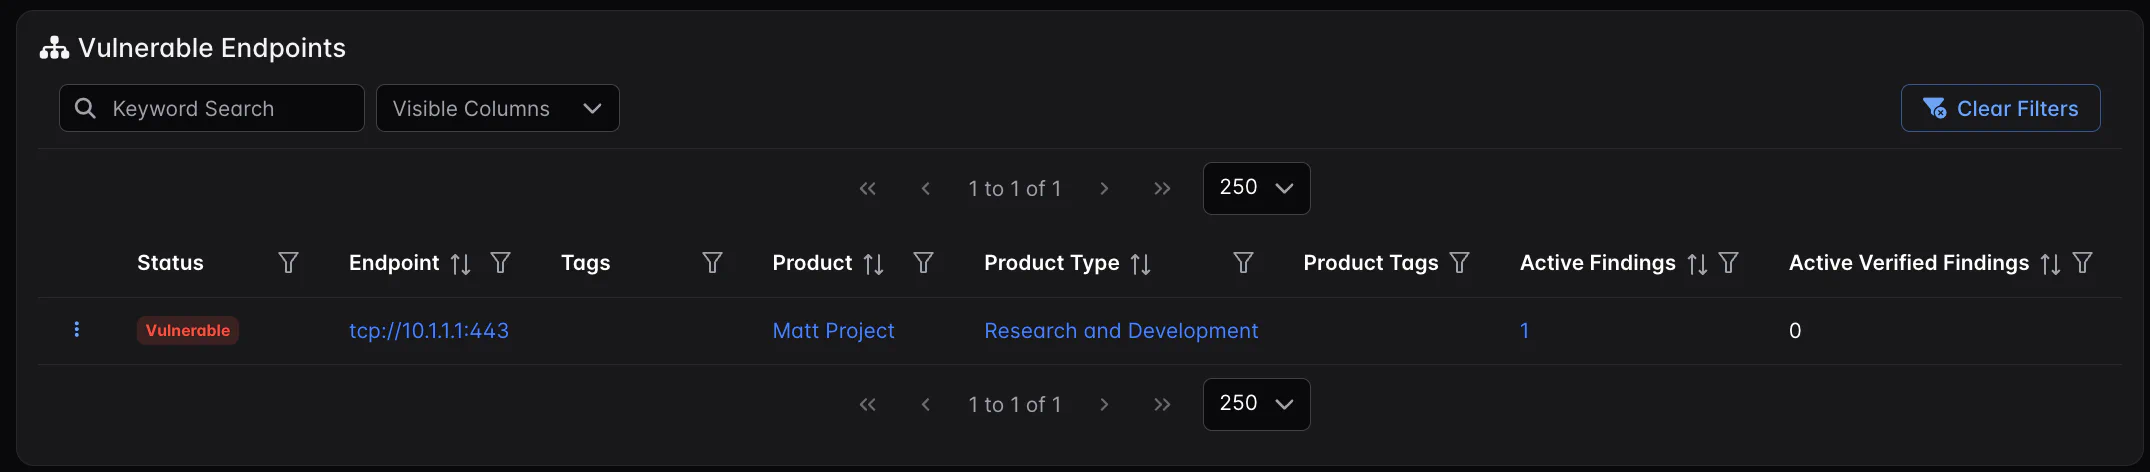 Vulnerable Endpoints
Keyword Search Visible Columns Clear Filters
1 to 1 of 1 250
Status Endpoint Tags Product Product Type Product Tags Active Findings Active Verified Findings
Vulnerable tcp://10.1.1.1:443 Matt Project Research and Development 1 0
1 to 1 of 1 250